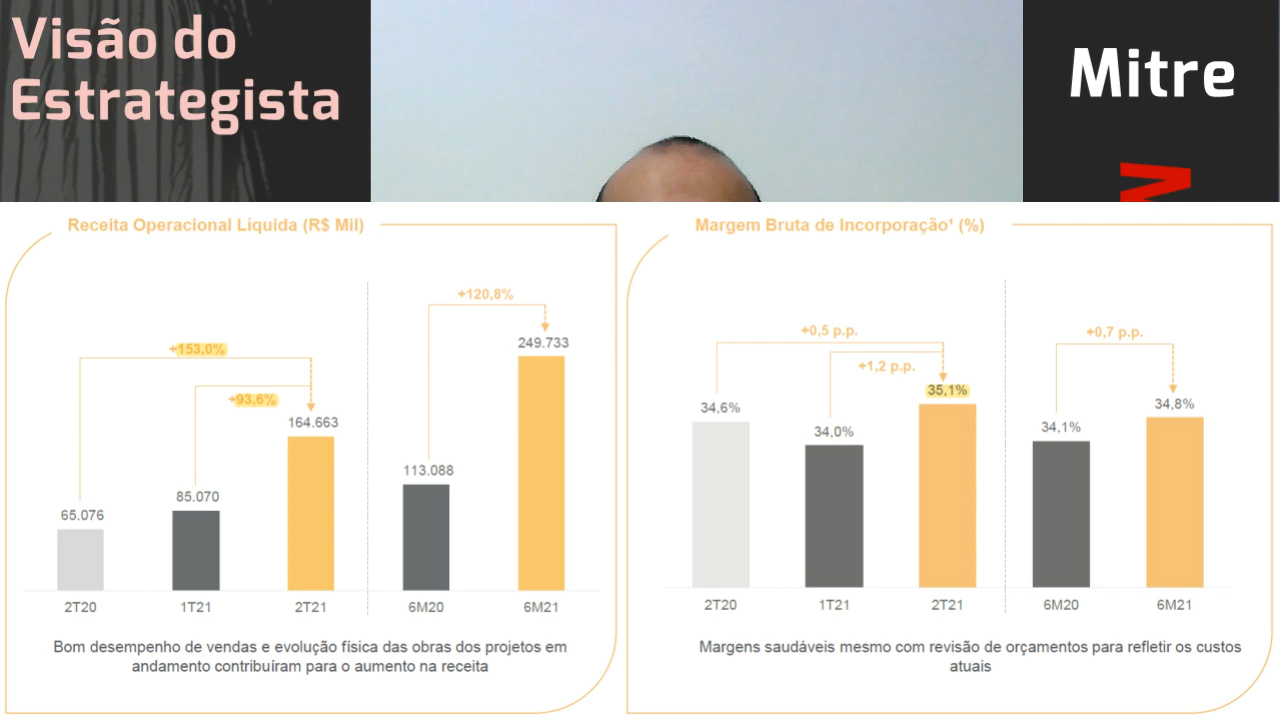 Visão do
Estrategista
Mitre
Receita Operacional Líquida (R$ Mil)
+120,8%
249.733
+153,0%
+93,6%
164.663
113.088
85.070
65.076
2T20
1T21
2T21
6M20
6M21
Bom desempenho de vendas e evolução física das obras dos projetos em
andamento contribuíram para o aumento na receita
Margem Bruta de Incorporação¹ (%)
+0,5 p.p.
+0,7 p.p.
+1,2 p.p.
35,1%
34,6%
34,8%
34,0%
34,1%
2T20
1T21
2T21
6M20
6M21
Margens saudáveis mesmo com revisão de orçamentos para refletir os custos
atuais